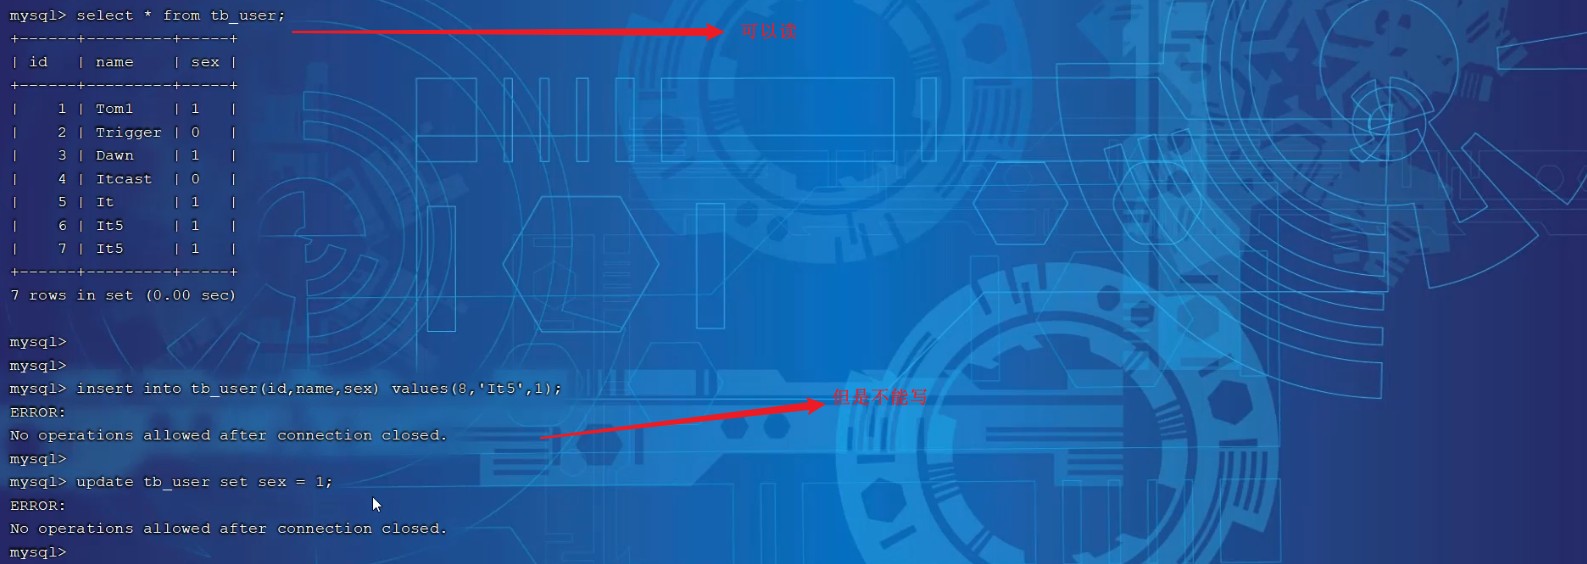 mysql> select * from tb_user;
+------+---------+-----+
可以读
| id   | name    | sex |
+------+---------+-----+
|    1 | Tom1    | 1   |
|    2 | Trigger | 0   |
|    3 | Dawn    | 1   |
|    4 | Itcast  | 0   |
|    5 | It      | 1   |
|    6 | It5     | 1   |
|    7 | It5     | 1   |
+------+---------+-----+
7 rows in set (0.00 sec)
mysql>
mysql>
mysql> insert into tb_user(id,name,sex) values(8,'It5',1);
但是不能写
ERROR:
No operations allowed after connection closed.
mysql>
mysql> update tb_user set sex = 1;
ERROR:
No operations allowed after connection closed.
mysql>